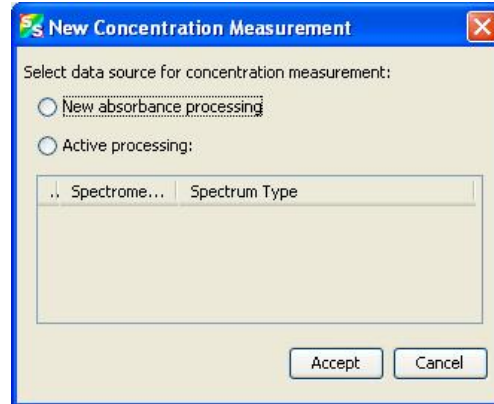 New Concentration Measurement
Select data source for concentration measurement:
New absorbance processing
Active processing:
.. Spectrome... Spectrum Type
Accept Cancel